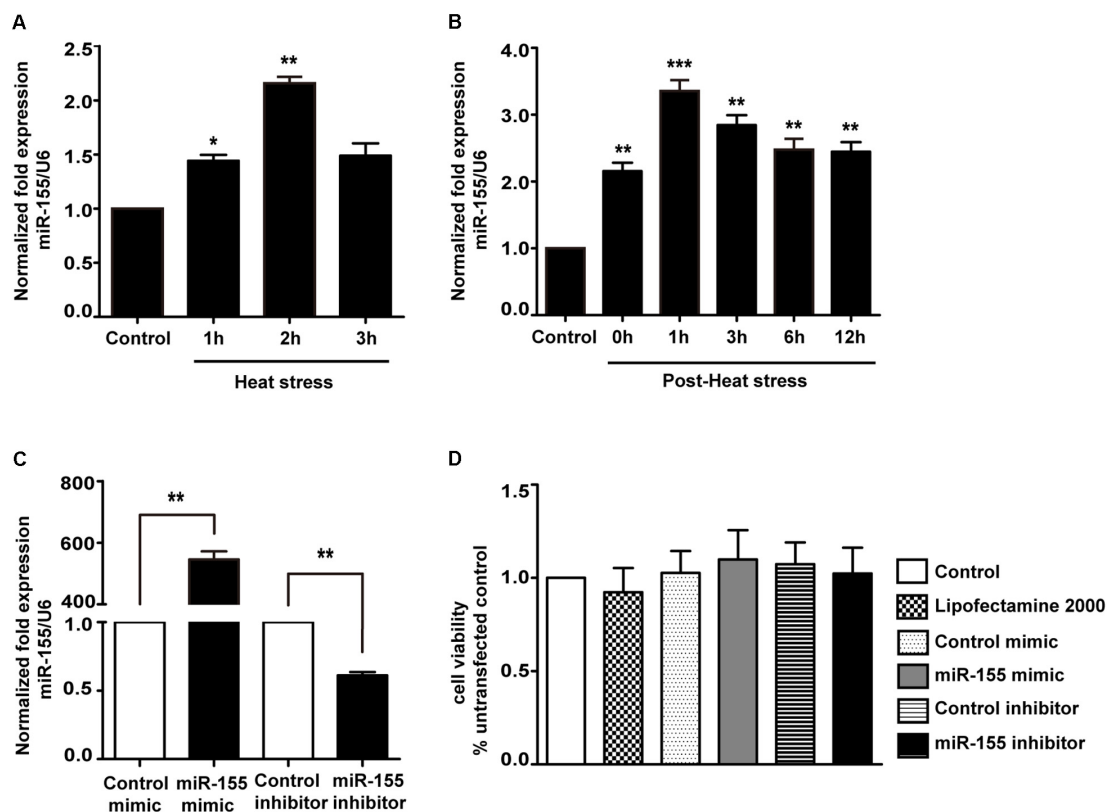 A
Normalized fold expression
miR-155/U6
2.5
2.0
1.5
1.0
0.5
0.0
*
**
Control
1h
2h
3h
Heat stress
B
Normalized fold expression
miR-155/U6
4.0
3.0
2.0
1.0
0.0
**
***
**
**
**
Control
0h
1h
3h
6h
12h
Post-Heat stress
C
Normalized fold expression
miR-155/U6
800
600
400
1.0
0.5
0.0
**
**
Control
mimic
miR-155
mimic
Control
inhibitor
miR-155
inhibitor
D
cell viability
% untransfected control
1.5
1.0
0.5
0.0
Control
Lipofectamine 2000
Control mimic
miR-155 mimic
Control inhibitor
miR-155 inhibitor